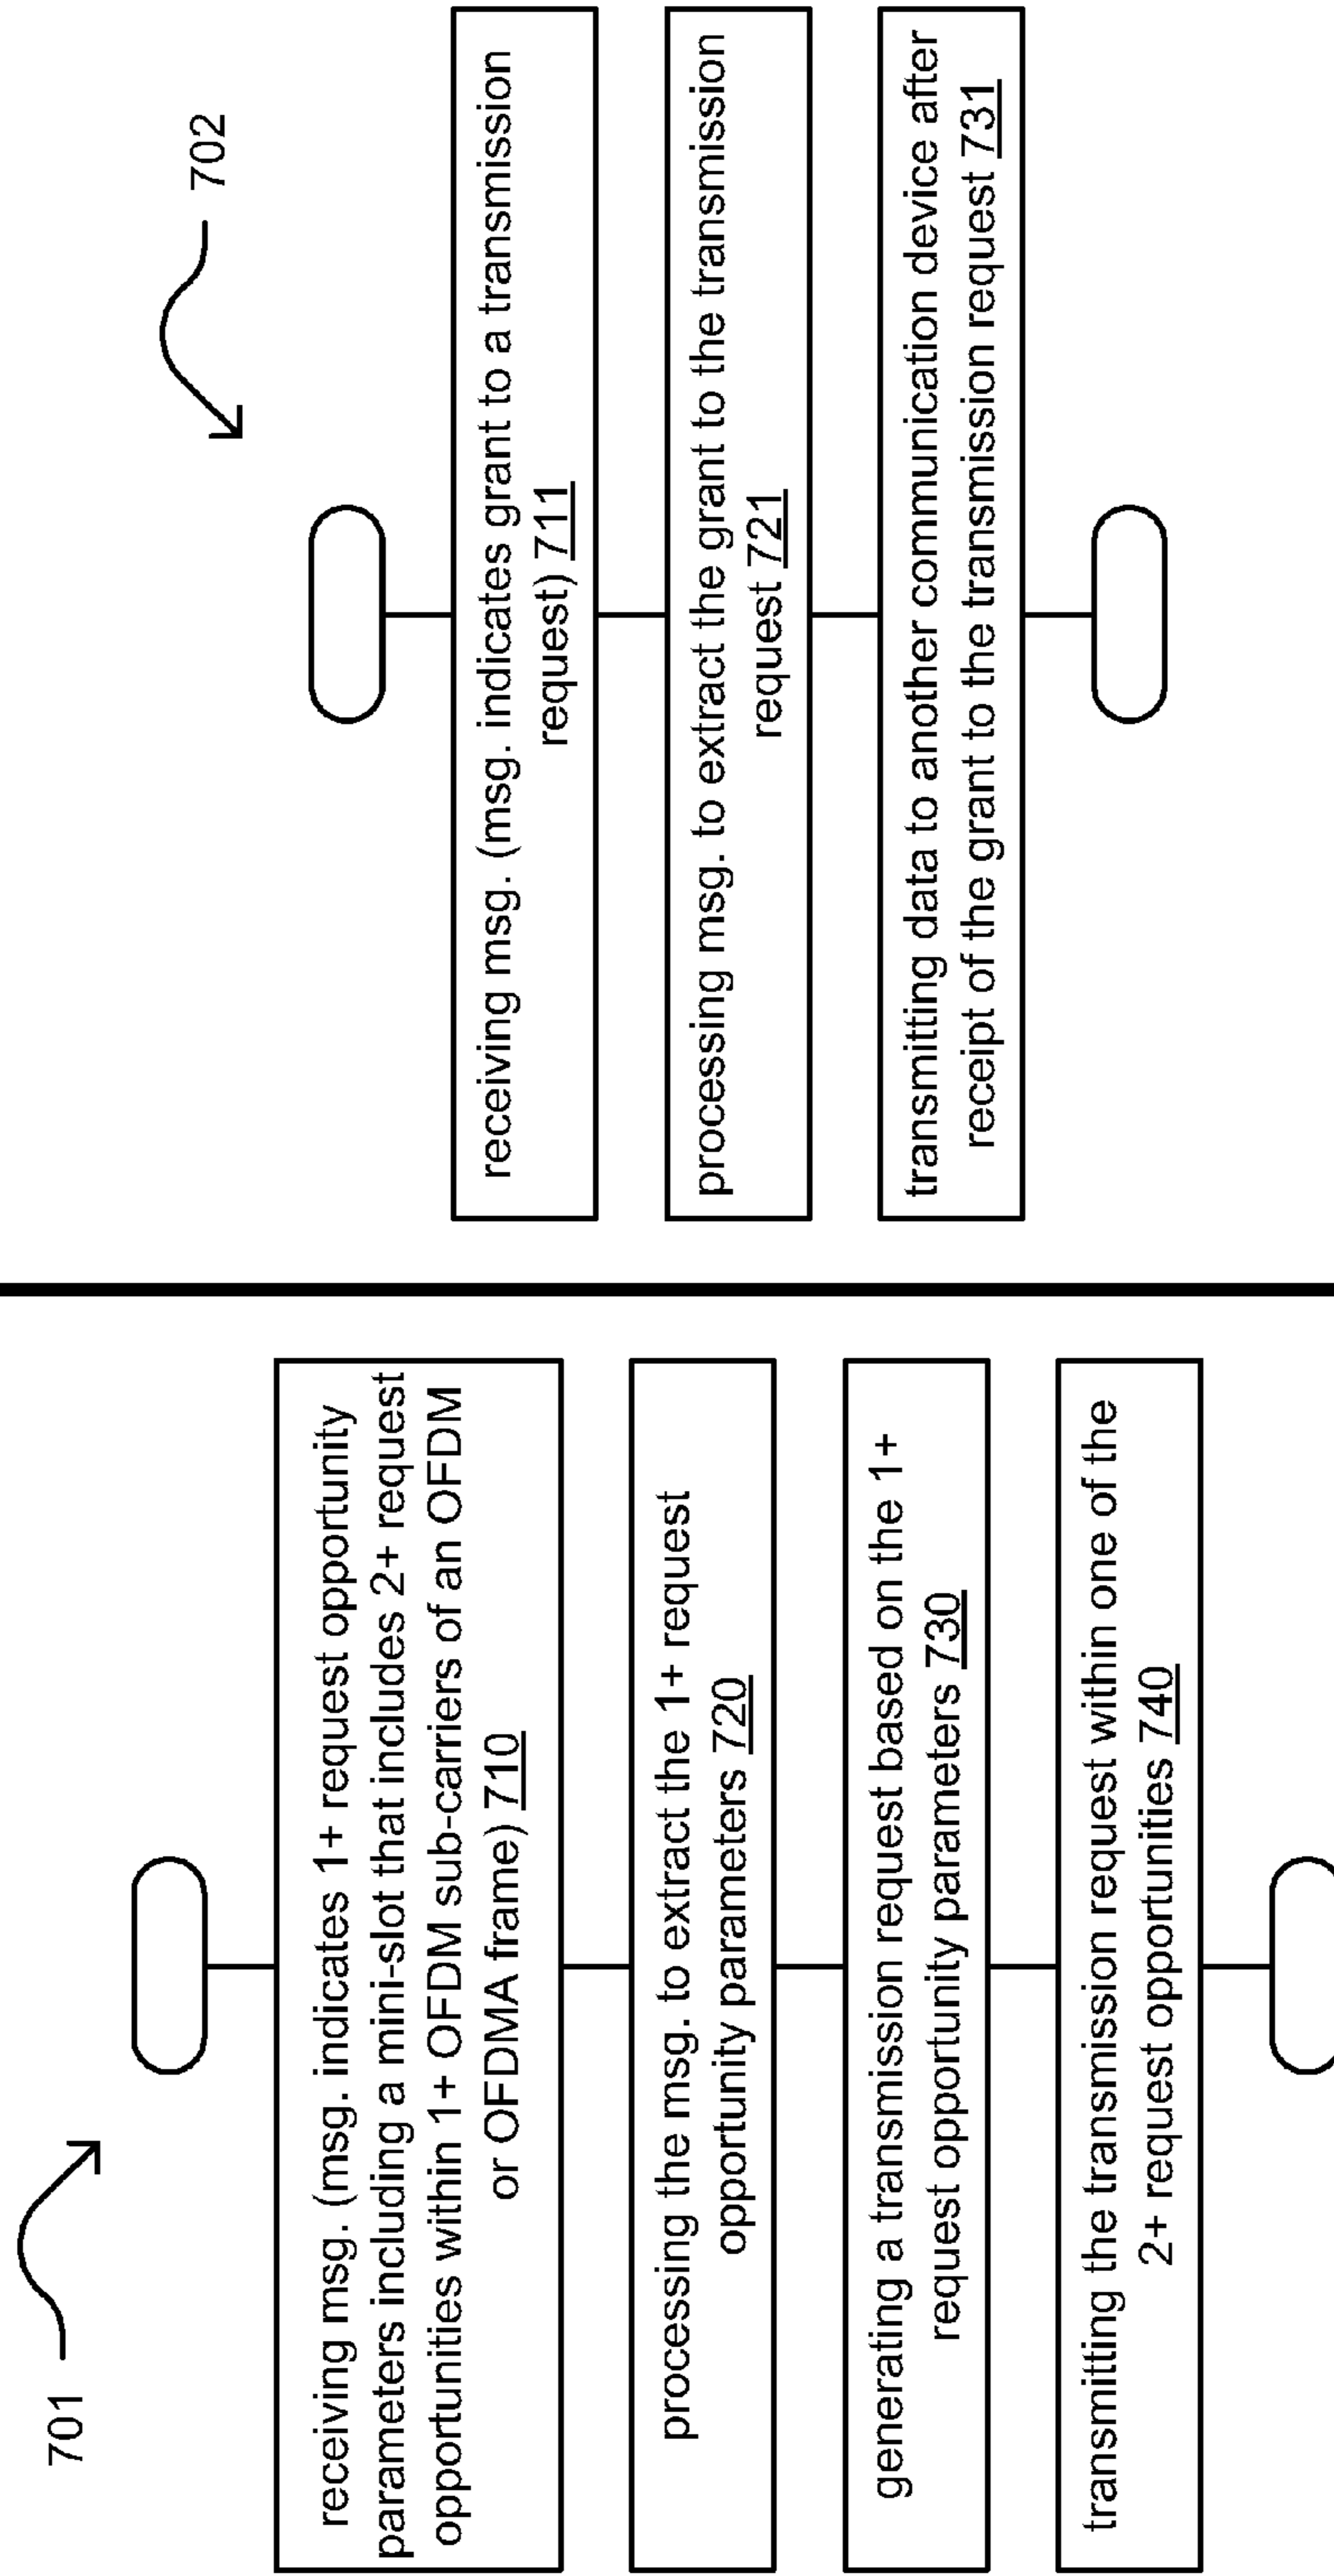 701
receiving msg. (msg. indicates 1+ request opportunity
parameters including a mini-slot that includes 2+ request
opportunities within 1+ OFDM sub-carriers of an OFDM
or OFDMA frame) 710
processing the msg. to extract the 1+ request
opportunity parameters 720
generating a transmission request based on the 1+
request opportunity parameters 730
transmitting the transmission request within one of the
2+ request opportunities 740
702
receiving msg. (msg. indicates grant to a transmission
request) 711
processing msg. to extract the grant to the transmission
request 721
transmitting data to another communication device after
receipt of the grant to the transmission request 731